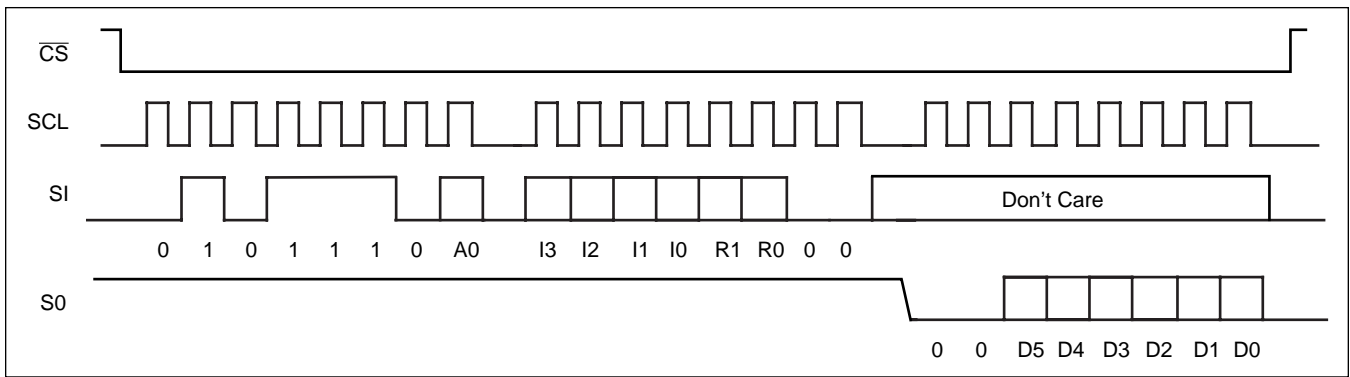 CS
SCL
SI
Don't Care
0 1 0 1 1 1 0 A0 I3 I2 I1 I0 R1 R0 0 0
S0
0 0 D5 D4 D3 D2 D1 D0